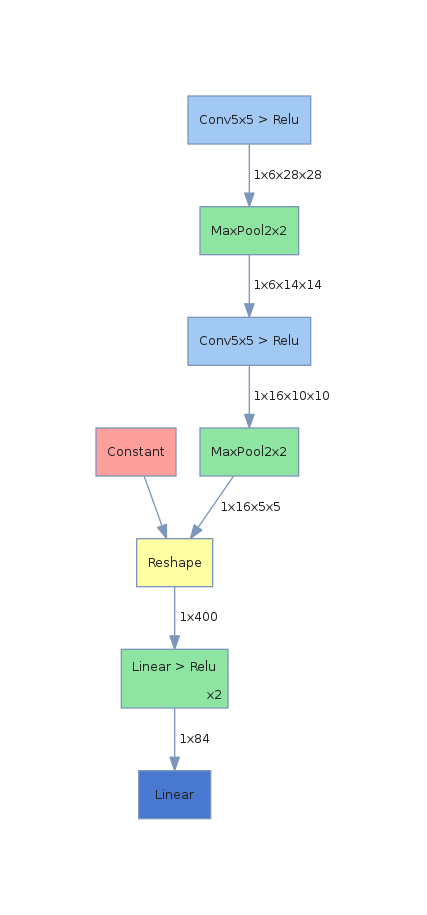 Conv5x5 > Relu
1x6x28x28
MaxPool2x2
1x6x14x14
Conv5x5 > Relu
1x16x10x10
Constant
MaxPool2x2
1x16x5x5
Reshape
1x400
Linear > Relu
x2
1x84
Linear